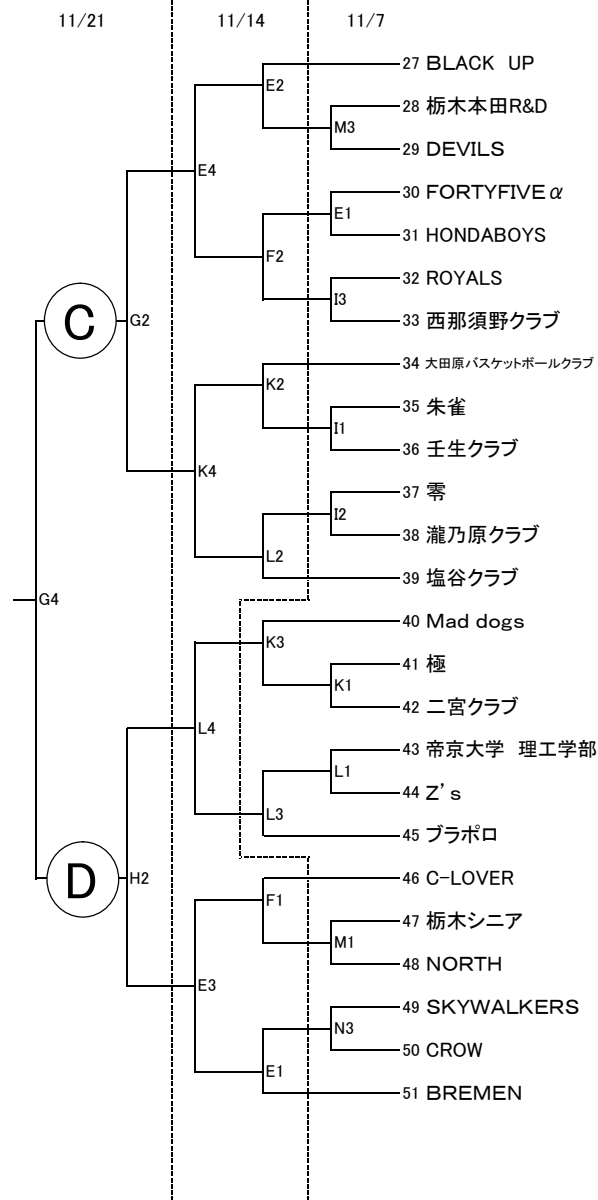 11/21 11/14 11/7
27 BLACK UP
E2
28 栃木本田R&D
M3
29 DEVILS
E4
30 FORTYFIVEα
E1
31 HONDABOYS
F2
32 ROYALS
I3
33 西那須野クラブ
C G2
34 大田原バスケットボールクラブ
K2
35 朱雀
I1
36 壬生クラブ
K4
37 零
I2
38 瀧乃原クラブ
L2
39 塩谷クラブ
G4
40 Mad dogs
K3
41 極
K1
42 二宮クラブ
L4
43 帝京大学 理工学部
L1
44 Z's
L3
45 ブラポロ
D H2
46 C-LOVER
F1
47 栃木シニア
M1
48 NORTH
E3
49 SKYWALKERS
N3
50 CROW
E1
51 BREMEN